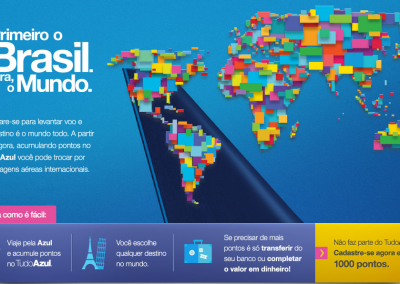 rimeiro o
Brasil.
ra, o Mundo.
are-se para levantar voo e
stino é o mundo todo. A partir
gora, acumulando pontos no
Azul você pode trocar por
agens aéreas internacionais.
a como é fácil:
Viaje pela Azul
e acumule pontos
no TudoAzul.
Você escolhe
qualquer destino
no mundo.
Se precisar de mais
pontos é só transferir do
seu banco ou completar
o valor em dinheiro!
Não faz parte do Tudo
Cadastre-se agora e
1000 pontos.